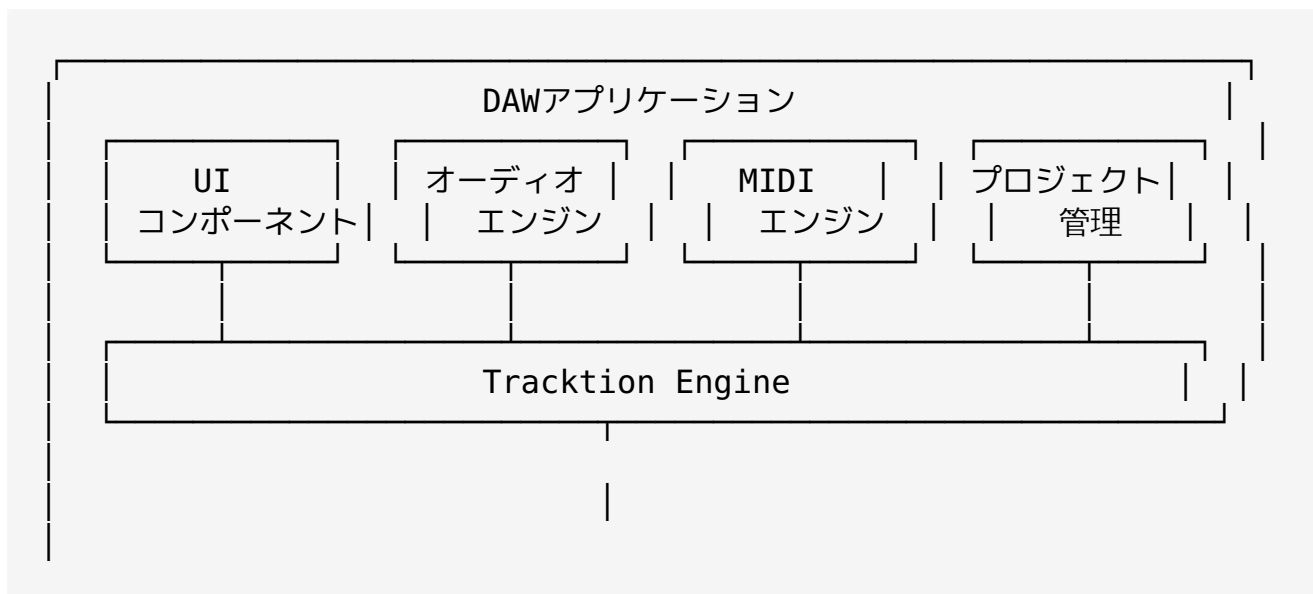 DAWアプリケーション
UI オーディオ MIDI プロジェクト
コンポーネント エンジン エンジン 管理
Tracktion Engine